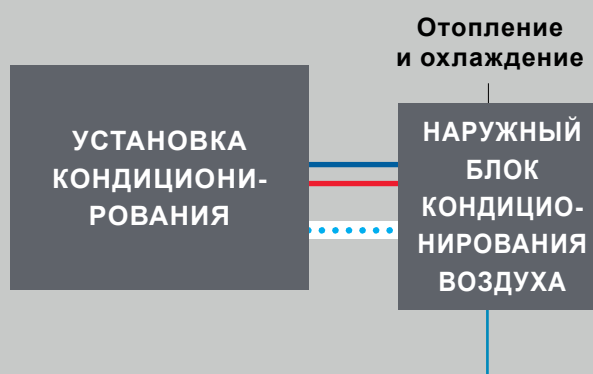 Отопление
и охлаждение
УСТАНОВКА
КОНДИЦИОНИ-
РОВАНИЯ
НАРУЖНЫЙ
БЛОК
КОНДИЦИО-
НИРОВАНИЯ
ВОЗДУХА